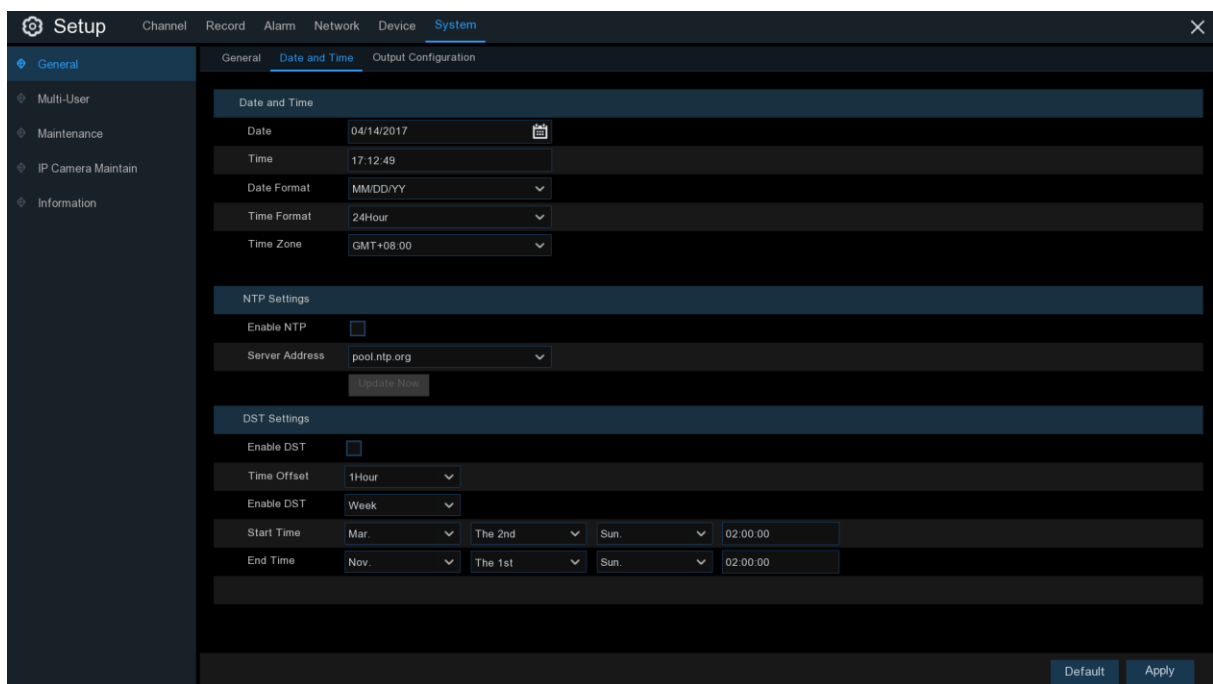 Setup Channel Record Alarm Network Device System
General Date and Time Output Configuration
General
Multi-User
Maintenance
IP Camera Maintain
Information
Date and Time
Date 04/14/2017
Time 17:12:49
Date Format MM/DD/YY
Time Format 24Hour
Time Zone GMT+08:00
NTP Settings
Enable NTP
Server Address pool.ntp.org
Update Now
DST Settings
Enable DST
Time Offset 1Hour
Enable DST Week
Start Time Mar. The 2nd Sun. 02:00:00
End Time Nov. The 1st Sun. 02:00:00
Default Apply